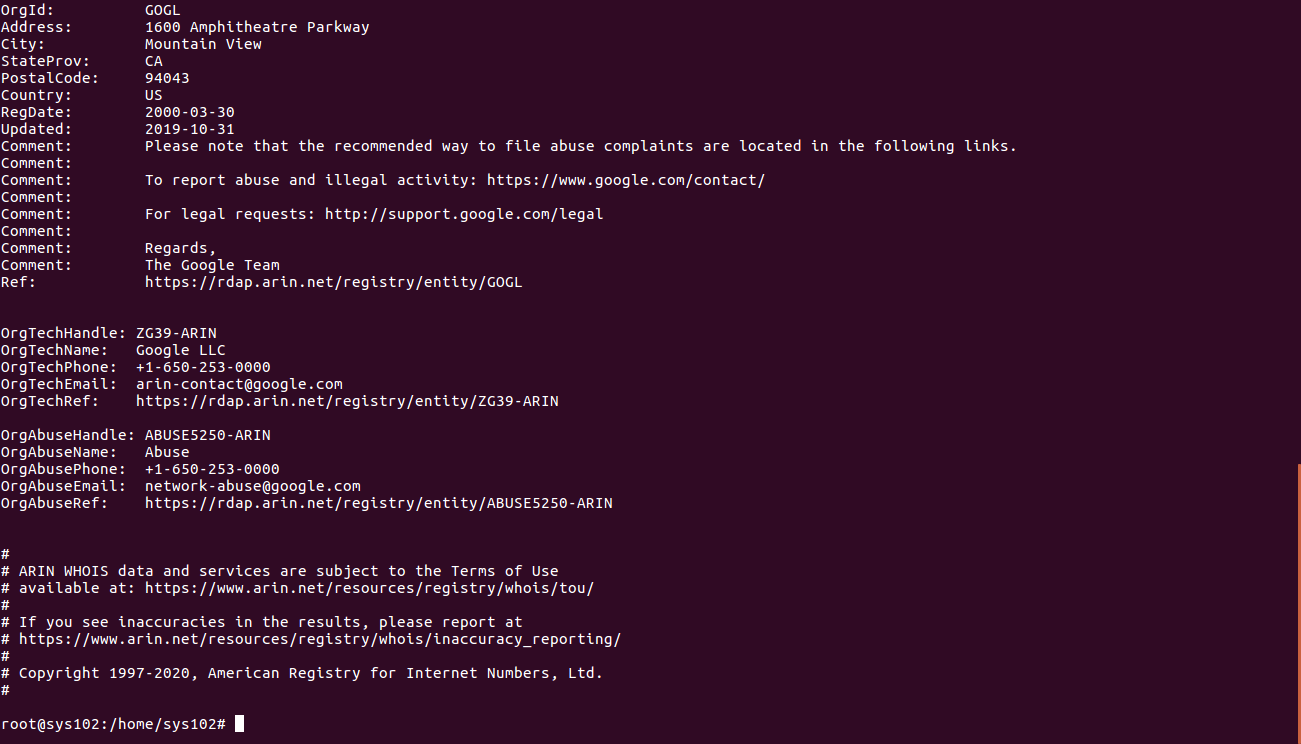 OrgId:          GOGL
Address:        1600 Amphitheatre Parkway
City:           Mountain View
StateProv:      CA
PostalCode:     94043
Country:        US
RegDate:        2000-03-30
Updated:        2019-10-31
Comment:        Please note that the recommended way to file abuse complaints are located in the following links.
Comment:
Comment:        To report abuse and illegal activity: https://www.google.com/contact/
Comment:
Comment:        For legal requests: http://support.google.com/legal
Comment:
Comment:        Regards,
Comment:        The Google Team
Ref:            https://rdap.arin.net/registry/entity/GOGL

OrgTechHandle: ZG39-ARIN
OrgTechName:   Google LLC
OrgTechPhone:  +1-650-253-0000
OrgTechEmail:  arin-contact@google.com
OrgTechRef:    https://rdap.arin.net/registry/entity/ZG39-ARIN

OrgAbuseHandle: ABUSE5250-ARIN
OrgAbuseName:   Abuse
OrgAbusePhone:  +1-650-253-0000
OrgAbuseEmail:  network-abuse@google.com
OrgAbuseRef:    https://rdap.arin.net/registry/entity/ABUSE5250-ARIN

#
# ARIN WHOIS data and services are subject to the Terms of Use
# available at: https://www.arin.net/resources/registry/whois/tou/
#
# If you see inaccuracies in the results, please report at
# https://www.arin.net/resources/registry/whois/inaccuracy_reporting/
#
# Copyright 1997-2020, American Registry for Internet Numbers, Ltd.
#

root@sys102:/home/sys102#